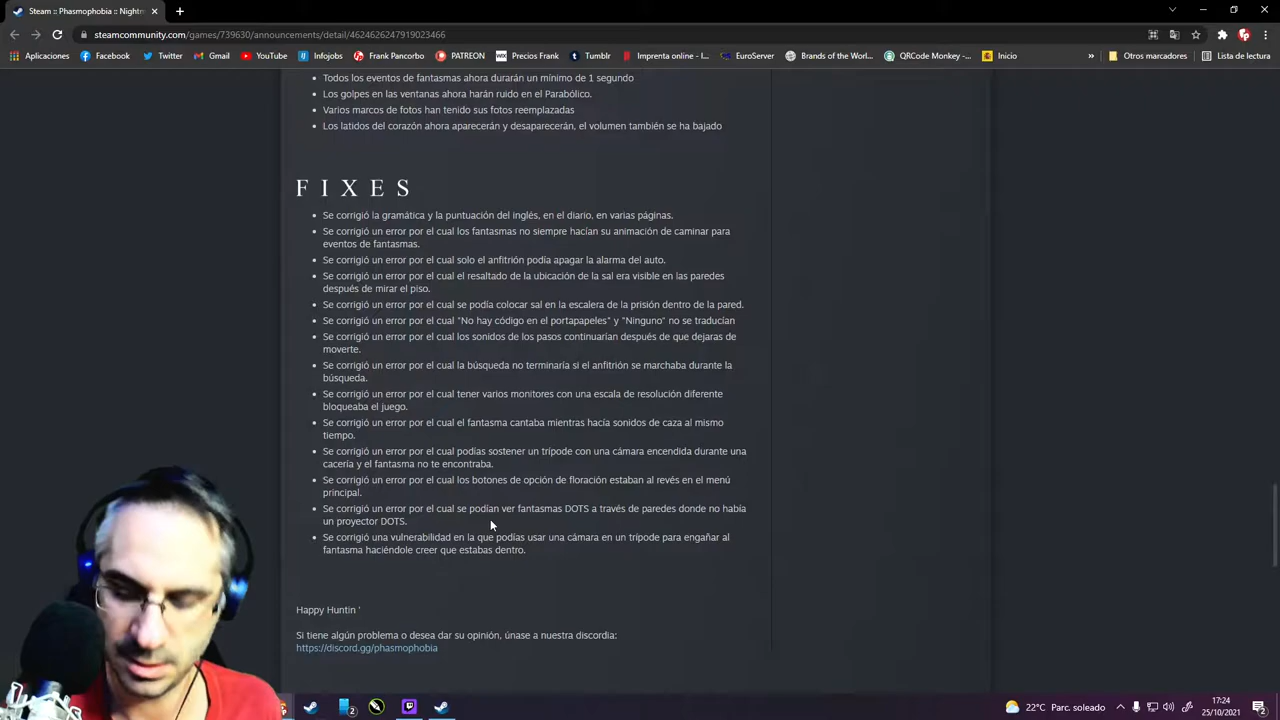 Steam :: Phasmophobia :: Nightm
steamcommunity.com/games/739630/announcements/detail/4624626247919023466
Aplicaciones
Facebook
Twitter
Gmail
YouTube
Infojobs
Frank Pancorbo
PATREON
Precios Frank
Tumblr
Imprenta online - l...
EuroServer
Brands of the Worl...
QRCode Monkey -...
Inicio
Otros marcadores
Lista de lectura
Todos los eventos de fantasmas ahora durarán un mínimo de 1 segundo
Los golpes en las ventanas ahora harán ruido en el Parabólico.
Varios marcos de fotos han tenido sus fotos reemplazadas
Los latidos del corazón ahora aparecerán y desaparecerán, el volumen también se ha bajado
FIXES
Se corrigió la gramática y la puntuación del inglés, en el diario, en varias páginas.
Se corrigió un error por el cual los fantasmas no siempre hacían su animación de caminar para
eventos de fantasmas.
Se corrigió un error por el cual solo el anfitrión podía apagar la alarma del auto.
Se corrigió un error por el cual el resaltado de la ubicación de la sal era visible en las paredes
después de mirar el piso.
Se corrigió un error por el cual se podía colocar sal en la escalera de la prisión dentro de la pared.
Se corrigió un error por el cual "No hay código en el portapapeles" y "Ninguno" no se traducían
Se corrigió un error por el cual los sonidos de los pasos continuarían después de que dejaras de
moverte.
Se corrigió un error por el cual la búsqueda no terminaría si el anfitrión se marchaba durante la
búsqueda.
Se corrigió un error por el cual tener varios monitores con una escala de resolución diferente
bloqueaba el juego.
Se corrigió un error por el cual el fantasma cantaba mientras hacía sonidos de caza al mismo
tiempo.
Se corrigió un error por el cual podías sostener un trípode con una cámara encendida durante una
cacería y el fantasma no te encontraba.
Se corrigió un error por el cual los botones de opción de floración estaban al revés en el menú
principal.
Se corrigió un error por el cual se podían ver fantasmas DOTS a través de paredes donde no había
un proyector DOTS.
Se corrigió una vulnerabilidad en la que podías usar una cámara en un trípode para engañar al
fantasma haciéndole creer que estabas dentro.
Happy Huntin '
Si tiene algún problema o desea dar su opinión, únase a nuestra discordia:
https://discord.gg/phasmophobia
2
22°C Parc. soleado
17:24
25/10/2021
2